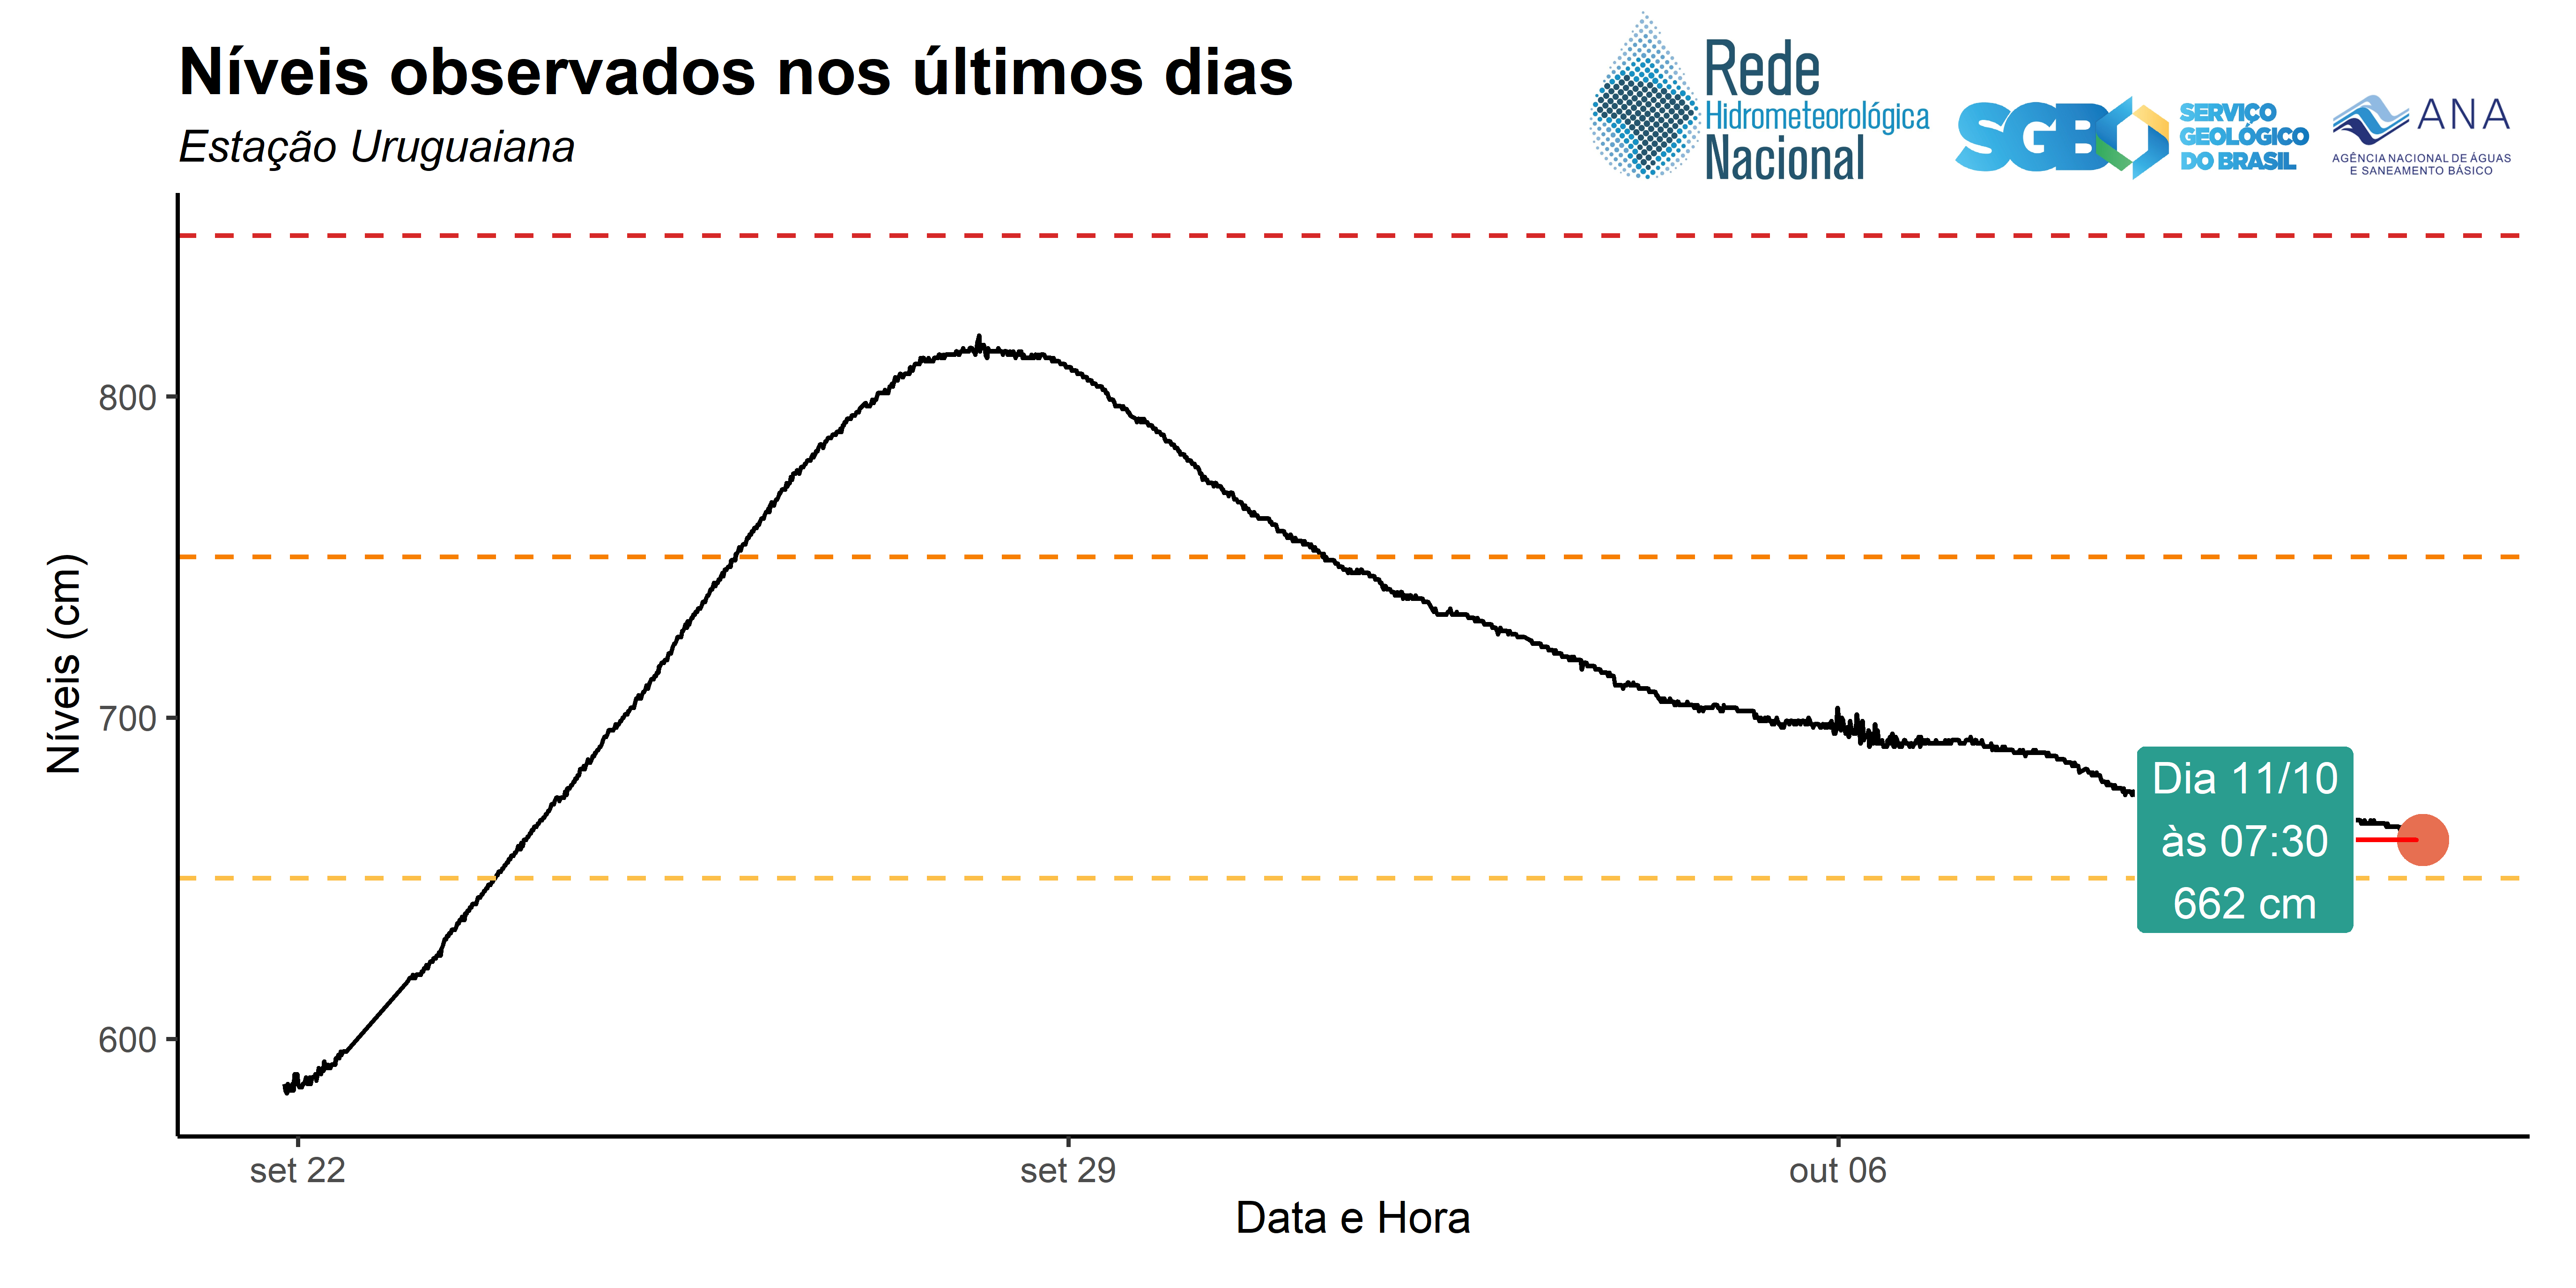 Níveis observados nos últimos dias
Estação Uruguaiana
Rede
Hidrometeorológica
Nacional
SGB
SERVIÇO
GEOLÓGICO
DO BRASIL
ANA
AGÊNCIA NACIONAL DE ÁGUAS
E SANEAMENTO BÁSICO
Níveis (cm)
800
700
600
Dia 11/10
às 07:30
662 cm
set 22
set 29
out 06
Data e Hora